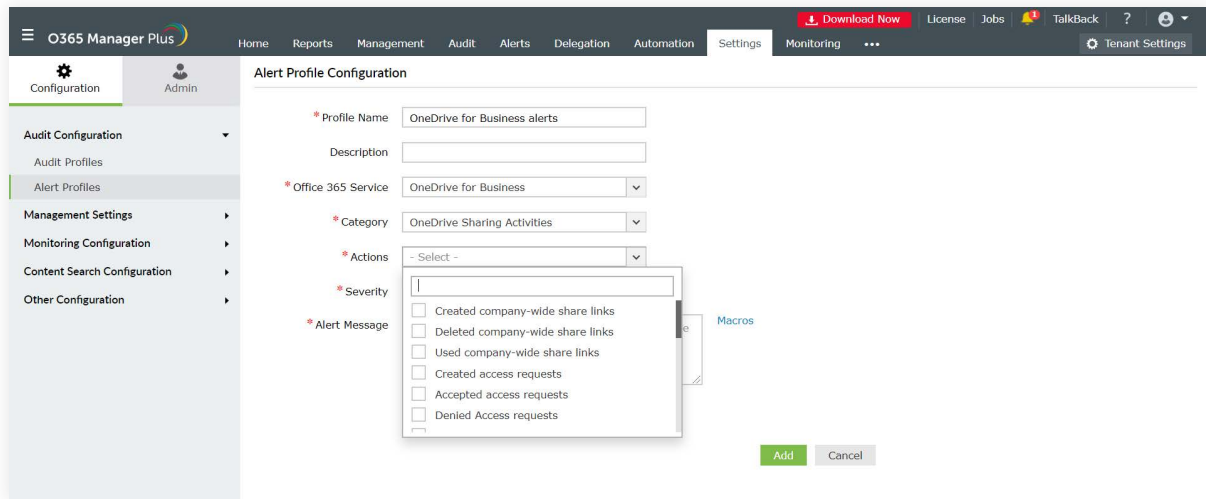 Download Now License Jobs 1 TalkBack ?
O365 Manager Plus
Home Reports Management Audit Alerts Delegation Automation Settings Monitoring ••• Tenant Settings
Configuration Admin
Alert Profile Configuration
Audit Configuration
Audit Profiles
Alert Profiles
Management Settings
Monitoring Configuration
Content Search Configuration
Other Configuration
* Profile Name OneDrive for Business alerts
Description
* Office 365 Service OneDrive for Business
* Category OneDrive Sharing Activities
* Actions - Select -
* Severity
* Alert Message
Created company-wide share links
Deleted company-wide share links
Used company-wide share links
Created access requests
Accepted access requests
Denied Access requests
Macros
Add Cancel